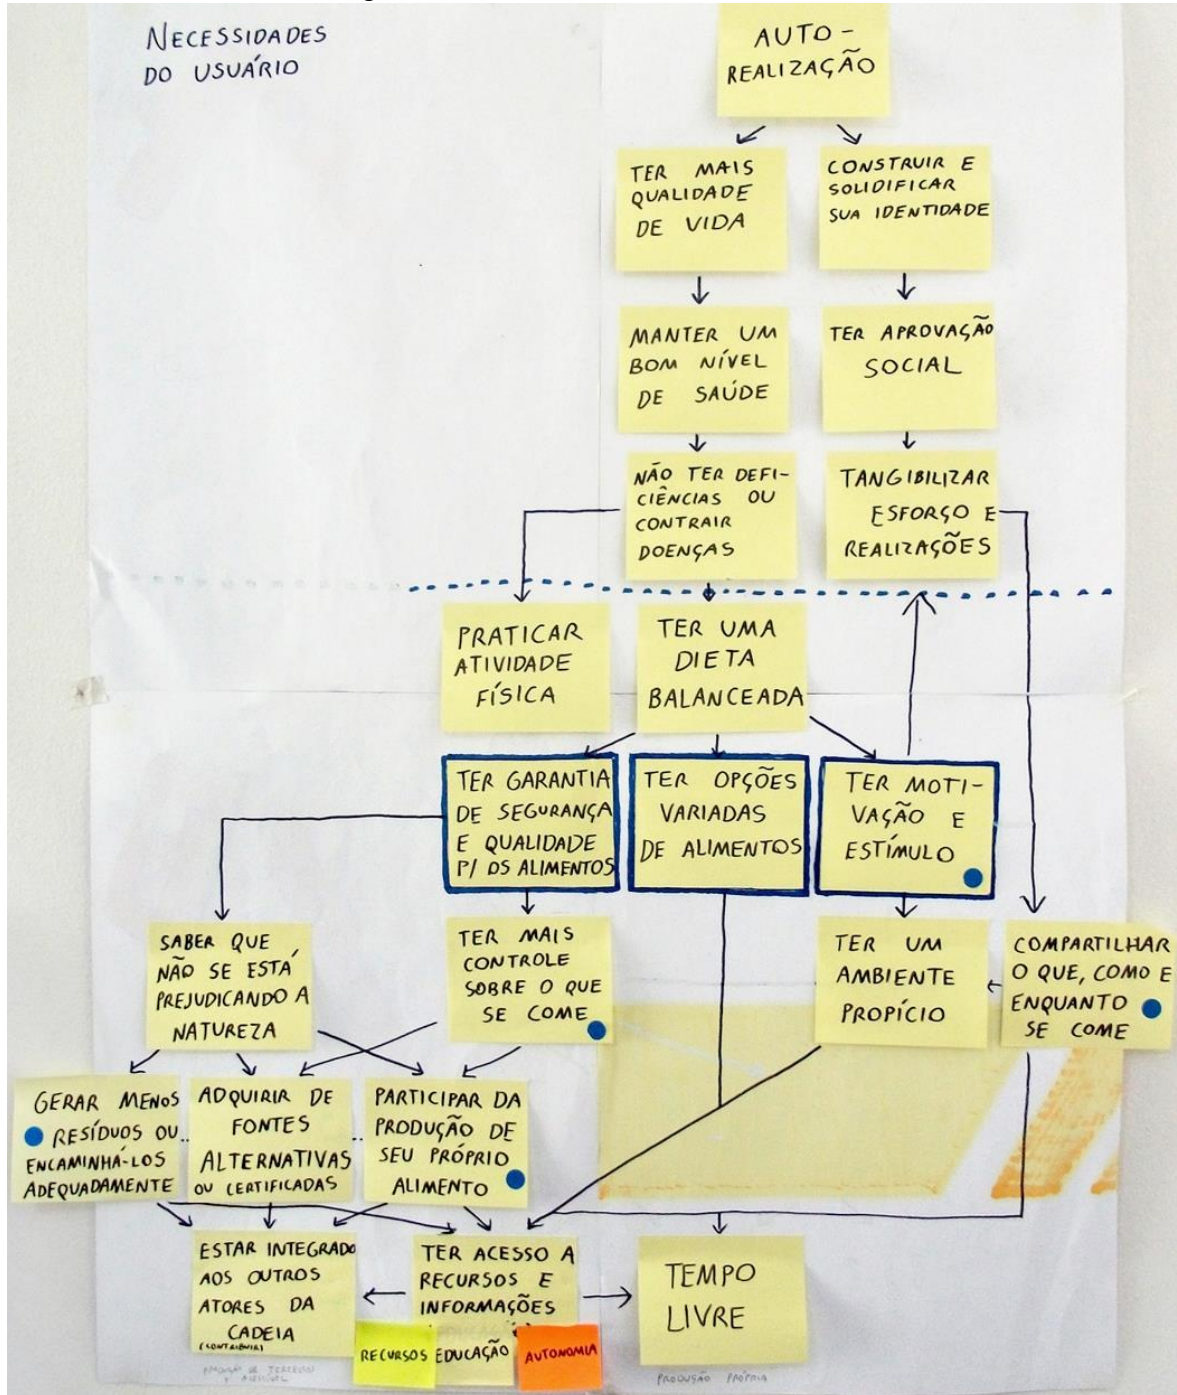 NECESSIDADES
DO USUÁRIO
AUTO-
REALIZAÇÃO
TER MAIS
QUALIDADE
DE VIDA
CONSTRUIR E
SOLIDIFICAR
SUA IDENTIDADE
MANTER UM
BOM NÍVEL
DE SAÚDE
TER APROVAÇÃO
SOCIAL
NÃO TER DEFI-
CIÊNCIAS OU
CONTRAIR
DOENÇAS
TANGIBILIZAR
ESFORÇO E
REALIZAÇÕES
PRATICAR
ATIVIDADE
FÍSICA
TER UMA
DIETA
BALANCEADA
TER GARANTIA
DE SEGURANÇA
E QUALIDADE
P/ OS ALIMENTOS
TER OPÇÕES
VARIADAS
DE ALIMENTOS
TER MOTI-
VAÇÃO E
ESTÍMULO
SABER QUE
NÃO SE ESTÁ
PREJUDICANDO A
NATUREZA
TER MAIS
CONTROLE
SOBRE O QUE
SE COME
TER UM
AMBIENTE
PROPÍCIO
COMPARTILHAR
O QUE, COMO E
ENQUANTO
SE COME
GERAR MENOS
RESÍDUOS OU
ENCAMINHÁ-LOS
ADEQUADAMENTE
ADQUIRIR DE
FONTES
ALTERNATIVAS
OU CERTIFICADAS
PARTICIPAR DA
PRODUÇÃO DE
SEU PRÓPRIO
ALIMENTO
ESTAR INTEGRADO
AOS OUTROS
ATORES DA
CADEIA
(CONTRIBUIR)
TER ACESSO A
RECURSOS E
INFORMAÇÕES
RECURSOS
EDUCAÇÃO
AUTONOMIA
TEMPO
LIVRE
PRODUÇÃO PRÓPRIA